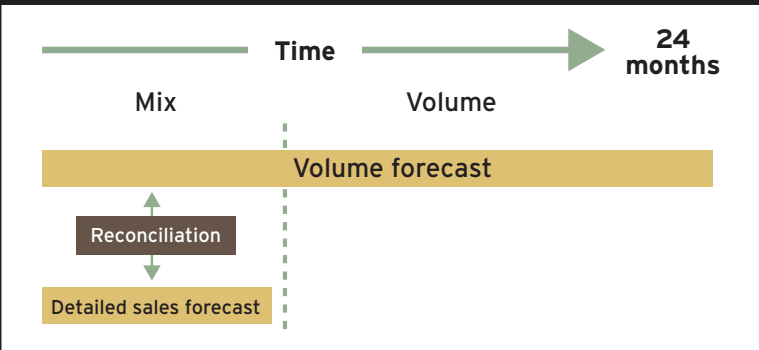 Time
24
months
Mix
Volume
Volume forecast
Reconciliation
Detailed sales forecast